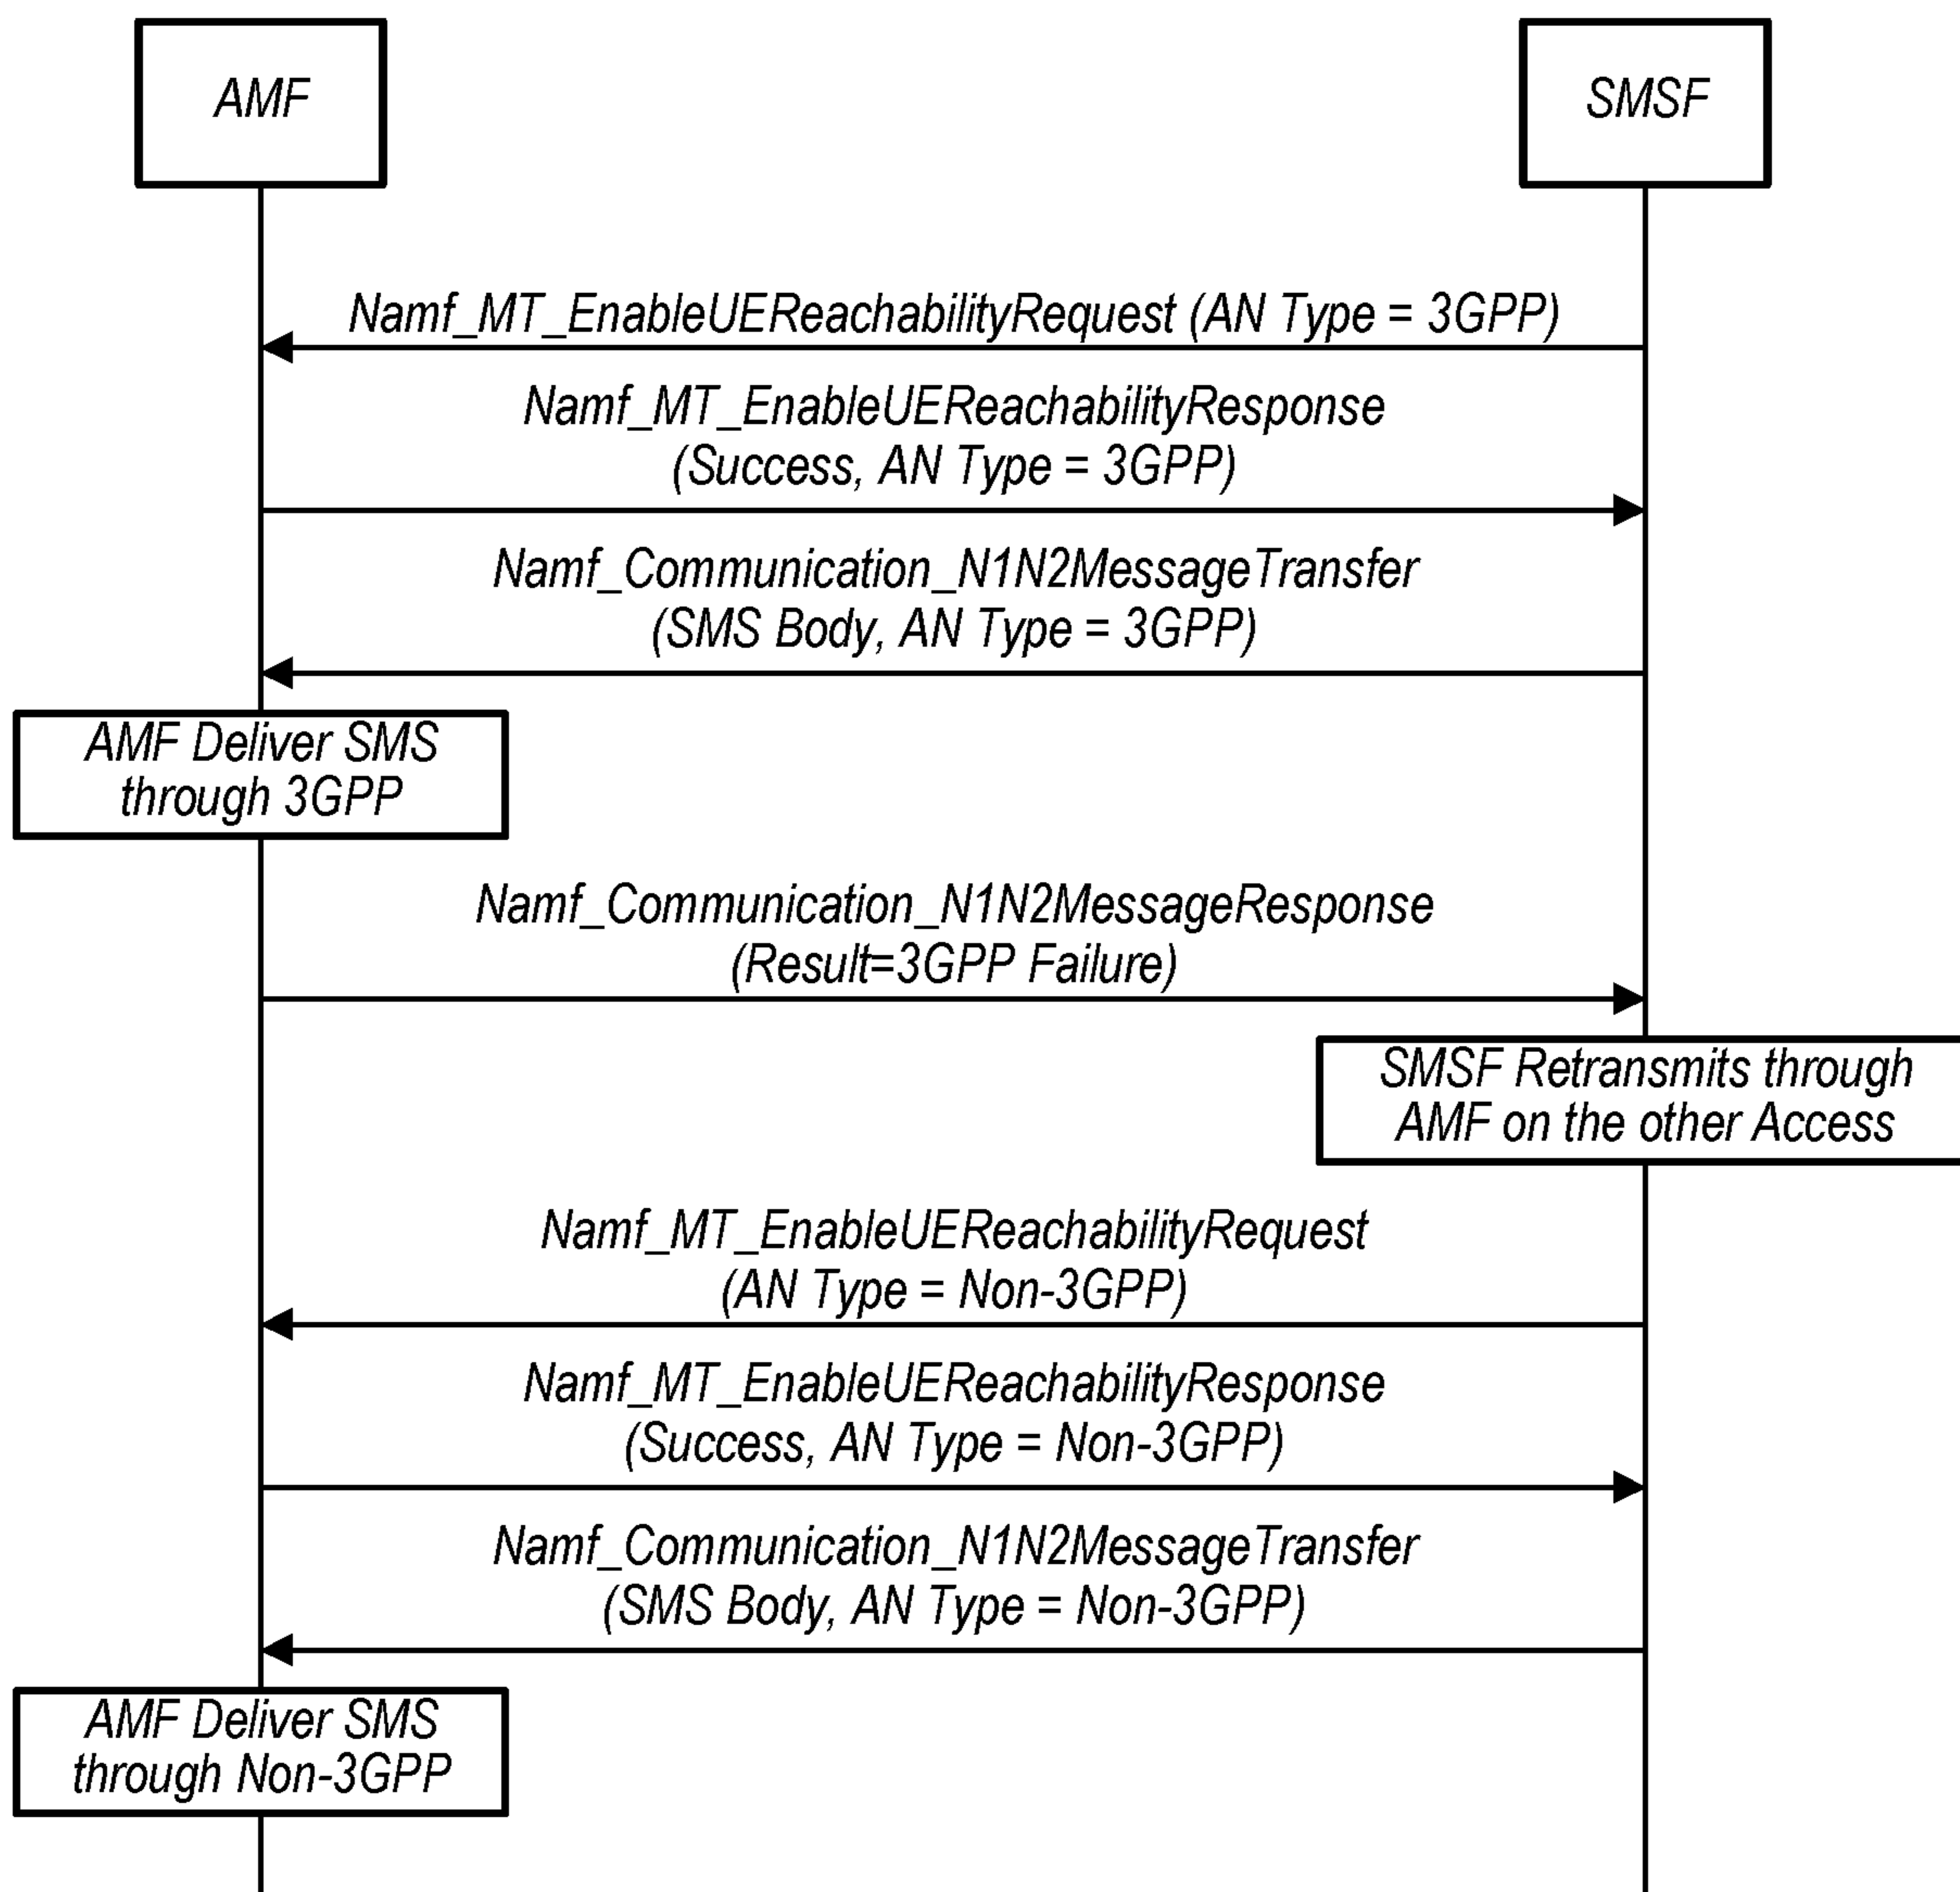 AMF
SMSF
Namf_MT_EnableUEReachabilityRequest (AN Type = 3GPP)
Namf_MT_EnableUEReachabilityResponse
(Success, AN Type = 3GPP)
Namf_Communication_N1N2MessageTransfer
(SMS Body, AN Type = 3GPP)
AMF Deliver SMS
through 3GPP
Namf_Communication_N1N2MessageResponse
(Result=3GPP Failure)
SMSF Retransmits through
AMF on the other Access
Namf_MT_EnableUEReachabilityRequest
(AN Type = Non-3GPP)
Namf_MT_EnableUEReachabilityResponse
(Success, AN Type = Non-3GPP)
Namf_Communication_N1N2MessageTransfer
(SMS Body, AN Type = Non-3GPP)
AMF Deliver SMS
through Non-3GPP